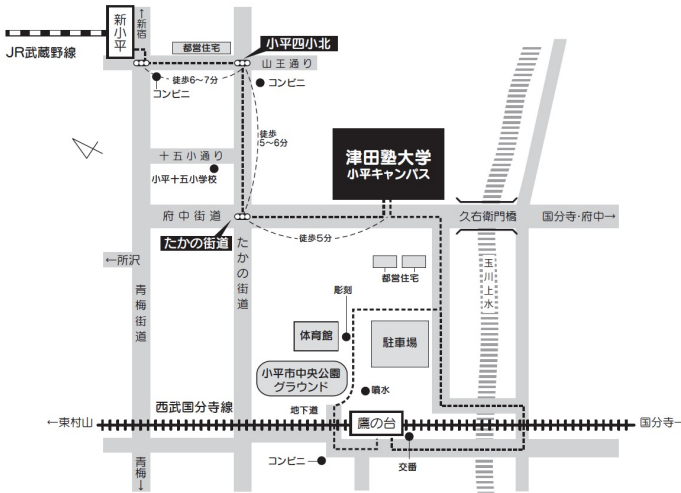 ↑新宿
新小平
JR武蔵野線
都営住宅
小平四小北
山王通り
徒歩6〜7分
コンビニ
コンビニ
徒歩
5〜6分
十五小通り
小平十五小学校
津田塾大学
小平キャンパス
府中街道
久右衛門橋
国分寺・府中→
たかの街道
徒歩5分
←所沢
たかの街道
玉川上水
都営住宅
青梅街道
彫刻
体育館
駐車場
小平市中央公園
グラウンド
噴水
西武国分寺線
地下道
←東村山
鷹の台
国分寺→
コンビニ
交番
青梅↓